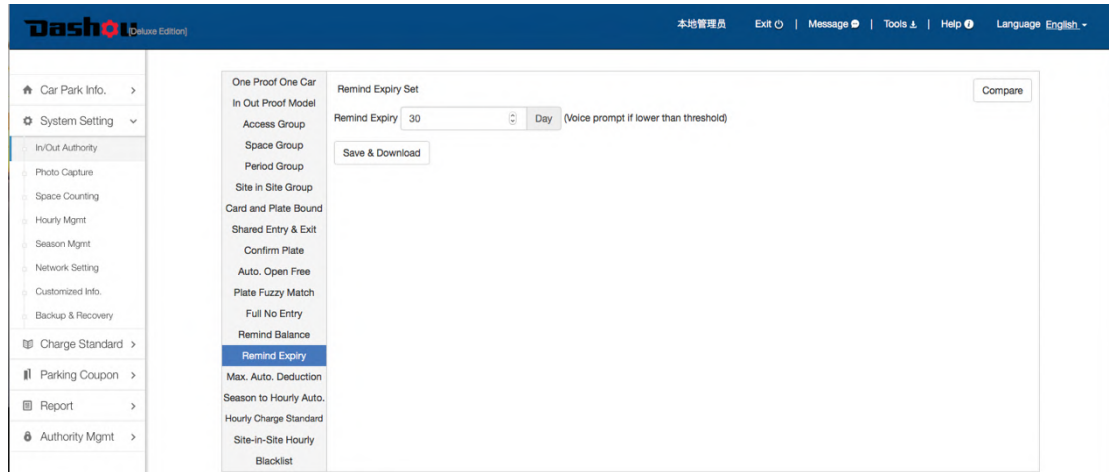 Dashou [Deluxe Edition]
本地管理员 Exit | Message | Tools | Help Language English
Car Park Info.
System Setting
In/Out Authority
Photo Capture
Space Counting
Hourly Mgmt
Season Mgmt
Network Setting
Customized Info.
Backup & Recovery
Charge Standard
Parking Coupon
Report
Authority Mgmt
One Proof One Car
In Out Proof Model
Access Group
Space Group
Period Group
Site in Site Group
Card and Plate Bound
Shared Entry & Exit
Confirm Plate
Auto. Open Free
Plate Fuzzy Match
Full No Entry
Remind Balance
Remind Expiry
Max. Auto. Deduction
Season to Hourly Auto.
Hourly Charge Standard
Site-in-Site Hourly
Blacklist
Remind Expiry Set
Compare
Remind Expiry 30 Day (Voice prompt if lower than threshold)
Save & Download